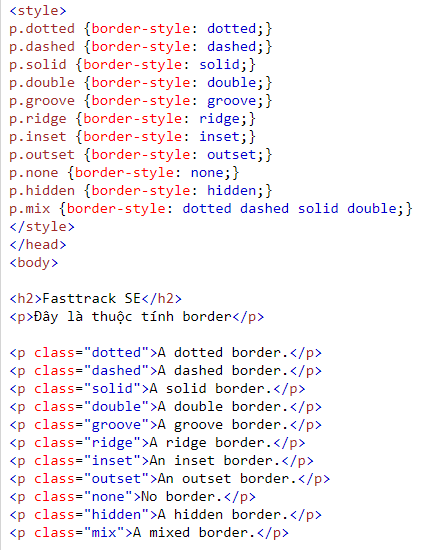 <style>
p.dotted {border-style: dotted;}
p.dashed {border-style: dashed;}
p.solid {border-style: solid;}
p.double {border-style: double;}
p.groove {border-style: groove;}
p.ridge {border-style: ridge;}
p.inset {border-style: inset;}
p.outset {border-style: outset;}
p.none {border-style: none;}
p.hidden {border-style: hidden;}
p.mix {border-style: dotted dashed solid double;}
</style>
</head>
<body>

<h2>Fasttrack SE</h2>
<p>Đây là thuộc tính border</p>

<p class="dotted">A dotted border.</p>
<p class="dashed">A dashed border.</p>
<p class="solid">A solid border.</p>
<p class="double">A double border.</p>
<p class="groove">A groove border.</p>
<p class="ridge">A ridge border.</p>
<p class="inset">An inset border.</p>
<p class="outset">An outset border.</p>
<p class="none">No border.</p>
<p class="hidden">A hidden border.</p>
<p class="mix">A mixed border.</p>